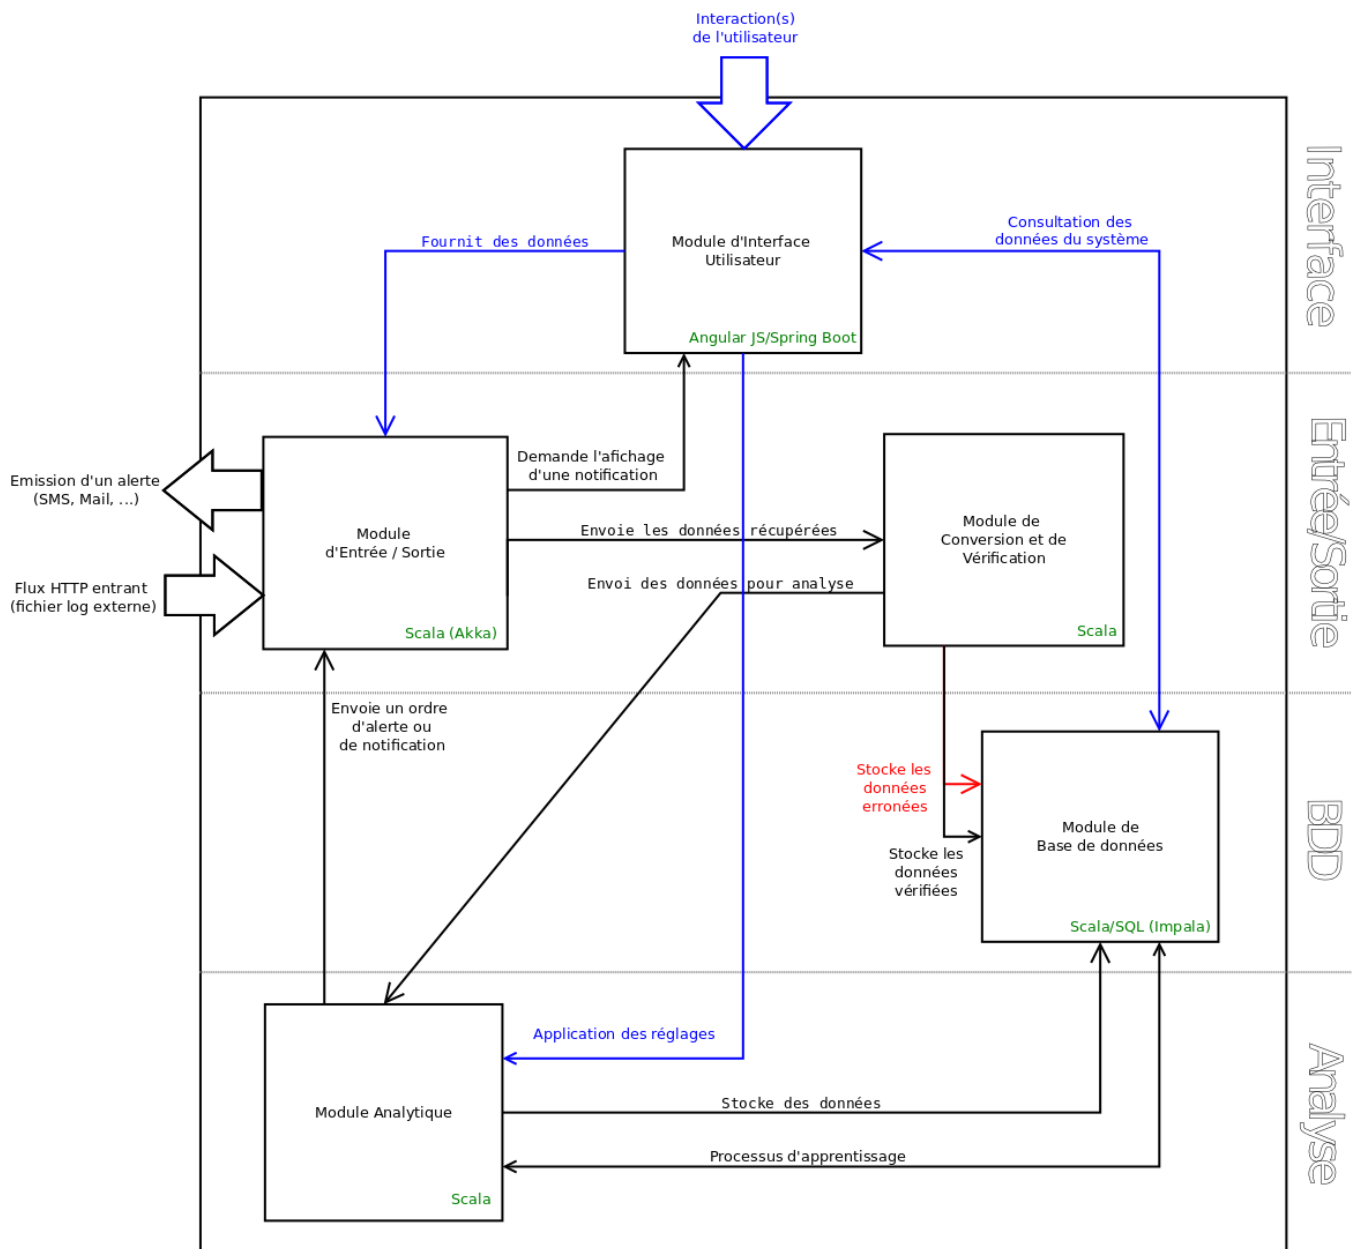 Interaction(s)
de l'utilisateur
Interface
Consultation des
données du système
Fournit des données
Module d'Interface
Utilisateur
Angular JS/Spring Boot
Entrée/Sortie
Demande l'afichage
d'une notification
Emission d'un alerte
(SMS, Mail, ...)
Module
d'Entrée / Sortie
Envoie les données récupérées
Module de
Conversion et de
Vérification
Flux HTTP entrant
(fichier log externe)
Envoi des données pour analyse
Scala (Akka)
Scala
Envoie un ordre
d'alerte ou
de notification
BDD
Stocke les
données
erronées
Module de
Base de données
Stocke les
données
vérifiées
Scala/SQL (Impala)
Analyse
Application des réglages
Module Analytique
Stocke des données
Processus d'apprentissage
Scala